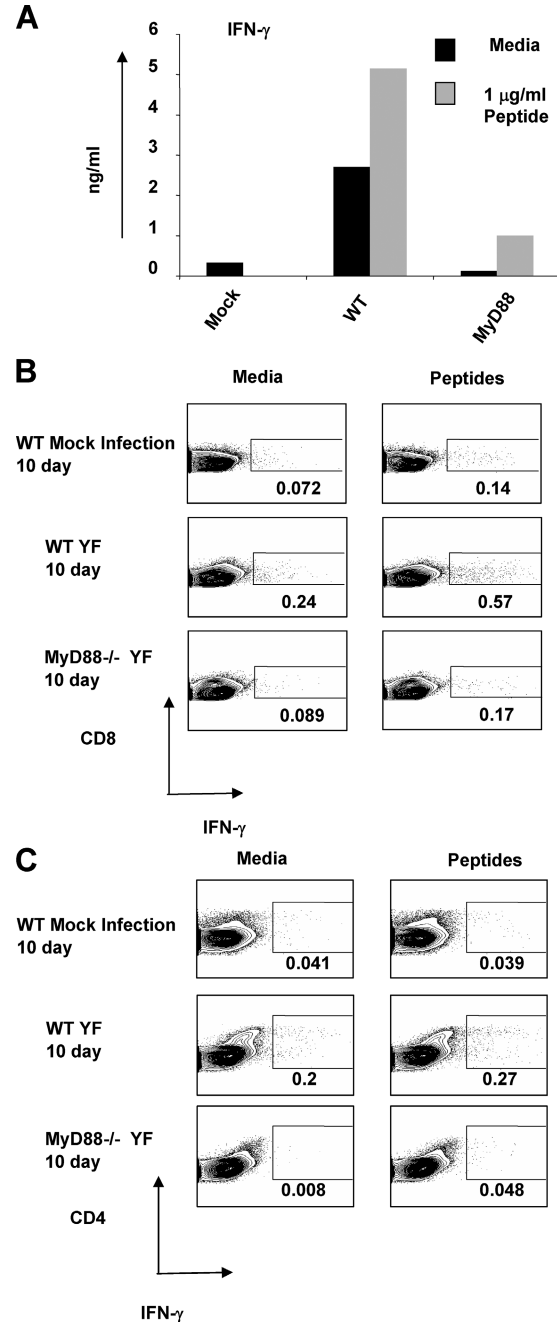 A
IFN-γ
Media
1 μg/ml
Peptide
ng/ml
6
5
4
3
2
1
0
Mock
WT
MyD88
B
Media
Peptides
WT Mock Infection
10 day
0.072
0.14
WT YF
10 day
0.24
0.57
MyD88-/- YF
10 day
0.089
0.17
CD8
IFN-γ
C
Media
Peptides
WT Mock Infection
10 day
0.041
0.039
WT YF
10 day
0.2
0.27
MyD88-/- YF
10 day
0.008
0.048
CD4
IFN-γ